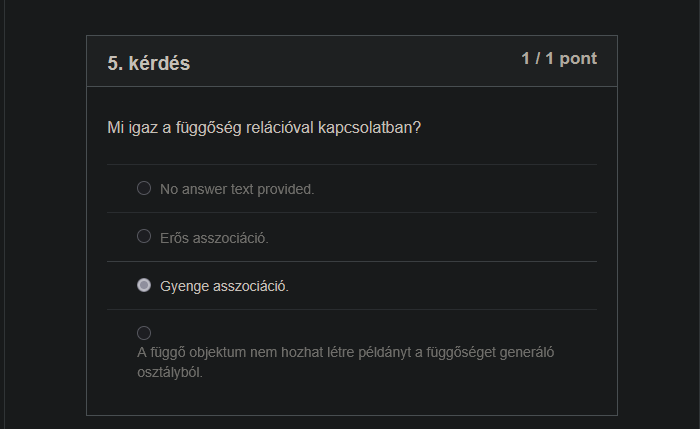 5. kérdés
1 / 1 pont
Mi igaz a függőség relációval kapcsolatban?
No answer text provided.
Erős asszociáció.
Gyenge asszociáció.
A függő objektum nem hozhat létre példányt a függőséget generáló
osztályból.